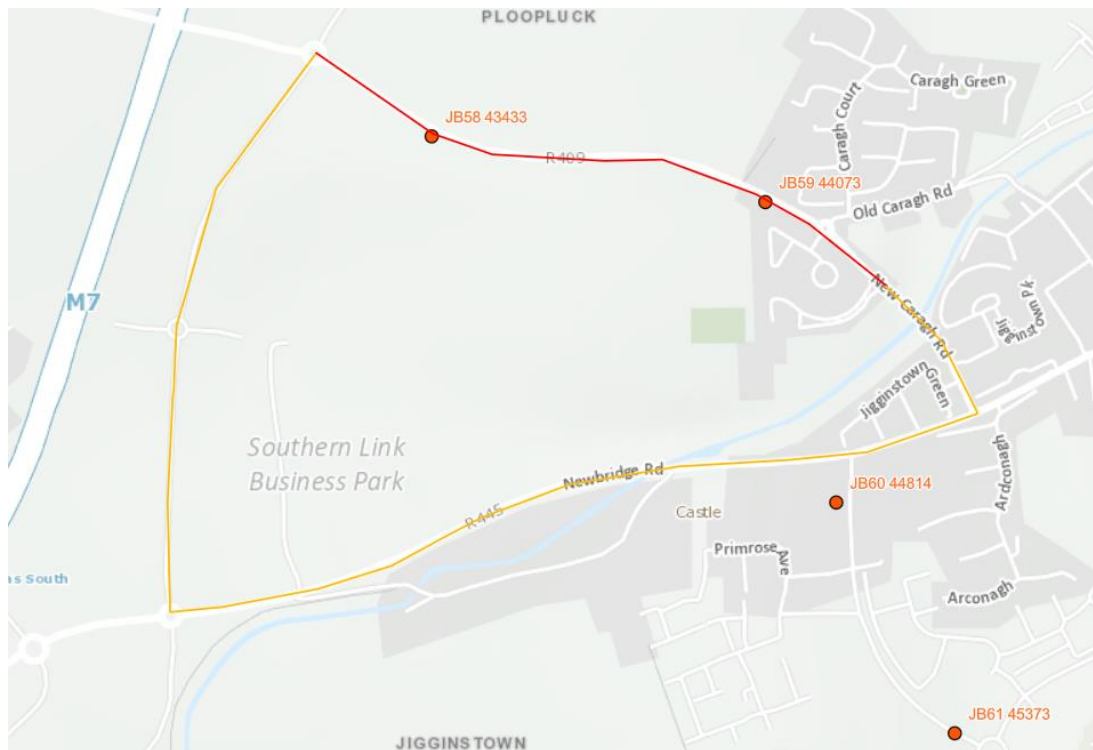 PLOOPLUCK
Caragh Green
JB58 43433
Caragh Court
R409
JB59 44073
Old Caragh Rd
M7
New Caragh Rd
Jigginstown Pk
Jigginstown
Green
Southern Link
Business Park
Newbridge Rd
Ardconagh
JB60 44814
R445
Castle
Primrose
Ave
as South
Arconagh
JB61 45373
JIGGINSTOWN